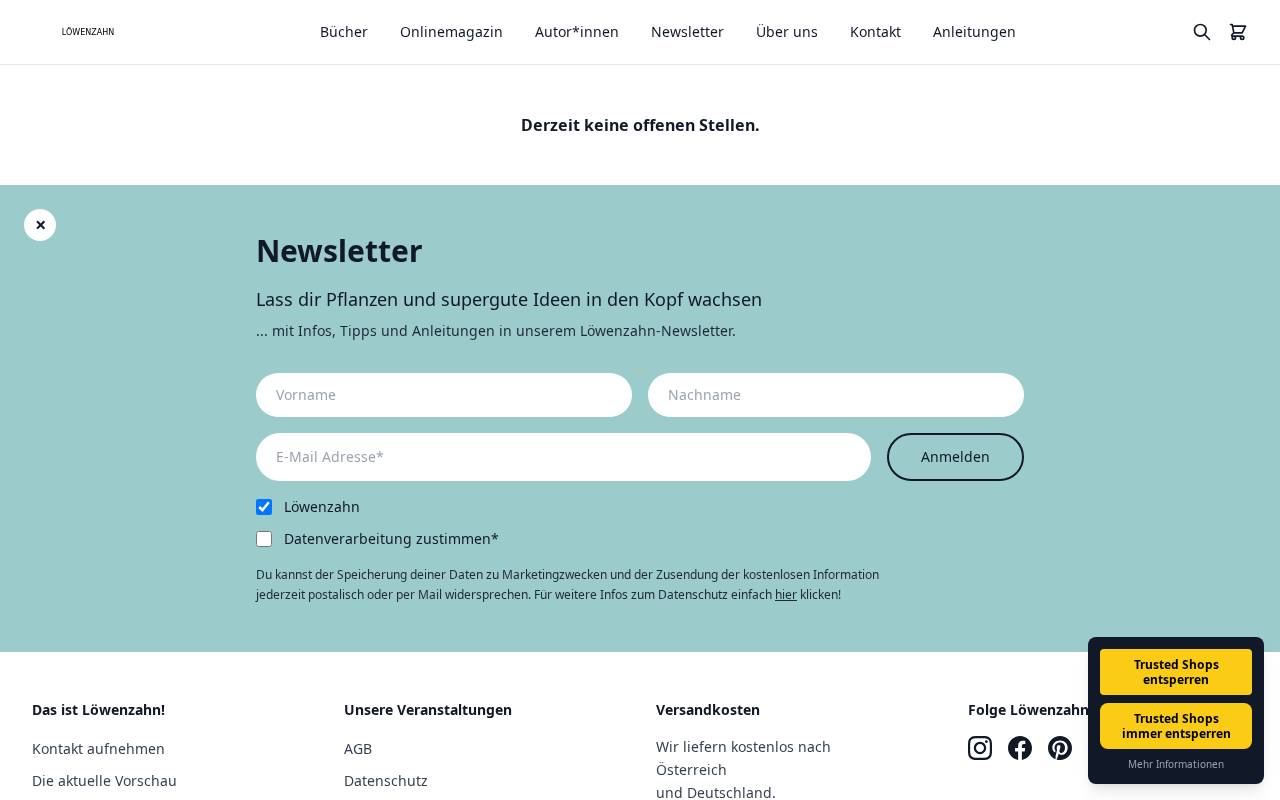 LÖWENZAHN
Bücher
Onlinemagazin
Autor*innen
Newsletter
Über uns
Kontakt
Anleitungen
Derzeit keine offenen Stellen.
×
Newsletter
Lass dir Pflanzen und supergute Ideen in den Kopf wachsen
... mit Infos, Tipps und Anleitungen in unserem Löwenzahn-Newsletter.
Vorname
Nachname
E-Mail Adresse*
Anmelden
Löwenzahn
Datenverarbeitung zustimmen*
Du kannst der Speicherung deiner Daten zu Marketingzwecken und der Zusendung der kostenlosen Information
jederzeit postalisch oder per Mail widersprechen. Für weitere Infos zum Datenschutz einfach hier klicken!
Das ist Löwenzahn!
Kontakt aufnehmen
Die aktuelle Vorschau
Unsere Veranstaltungen
AGB
Datenschutz
Versandkosten
Wir liefern kostenlos nach
Österreich
und Deutschland.
Folge Löwenzahn
Trusted Shops
entsperren
Trusted Shops
immer entsperren
Mehr Informationen